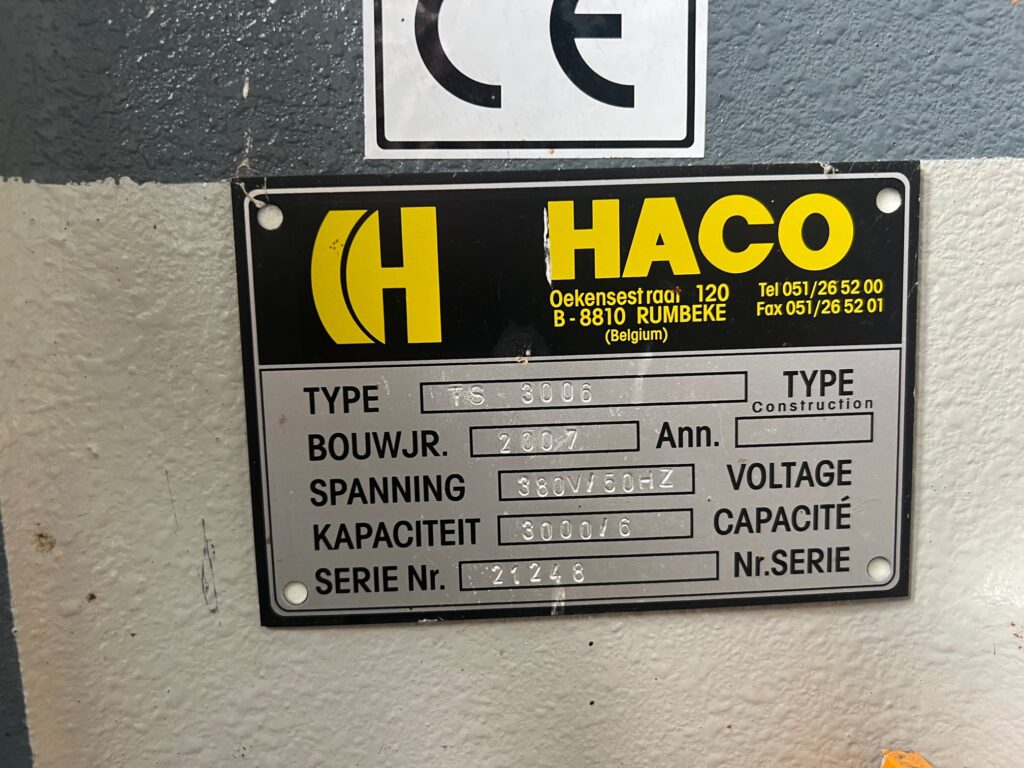 CE
HACO
Oekensestraat 120
B-8810 RUMBEKE
(Belgium)
Tel 051/26 52 00
Fax 051/26 52 01
TYPE TS 3006 TYPE
Construction
BOUWJR. 2007 Ann.
SPANNING 380V/50HZ VOLTAGE
KAPACITEIT 3000/6 CAPACITÉ
SERIE Nr. 21248 Nr.SERIE